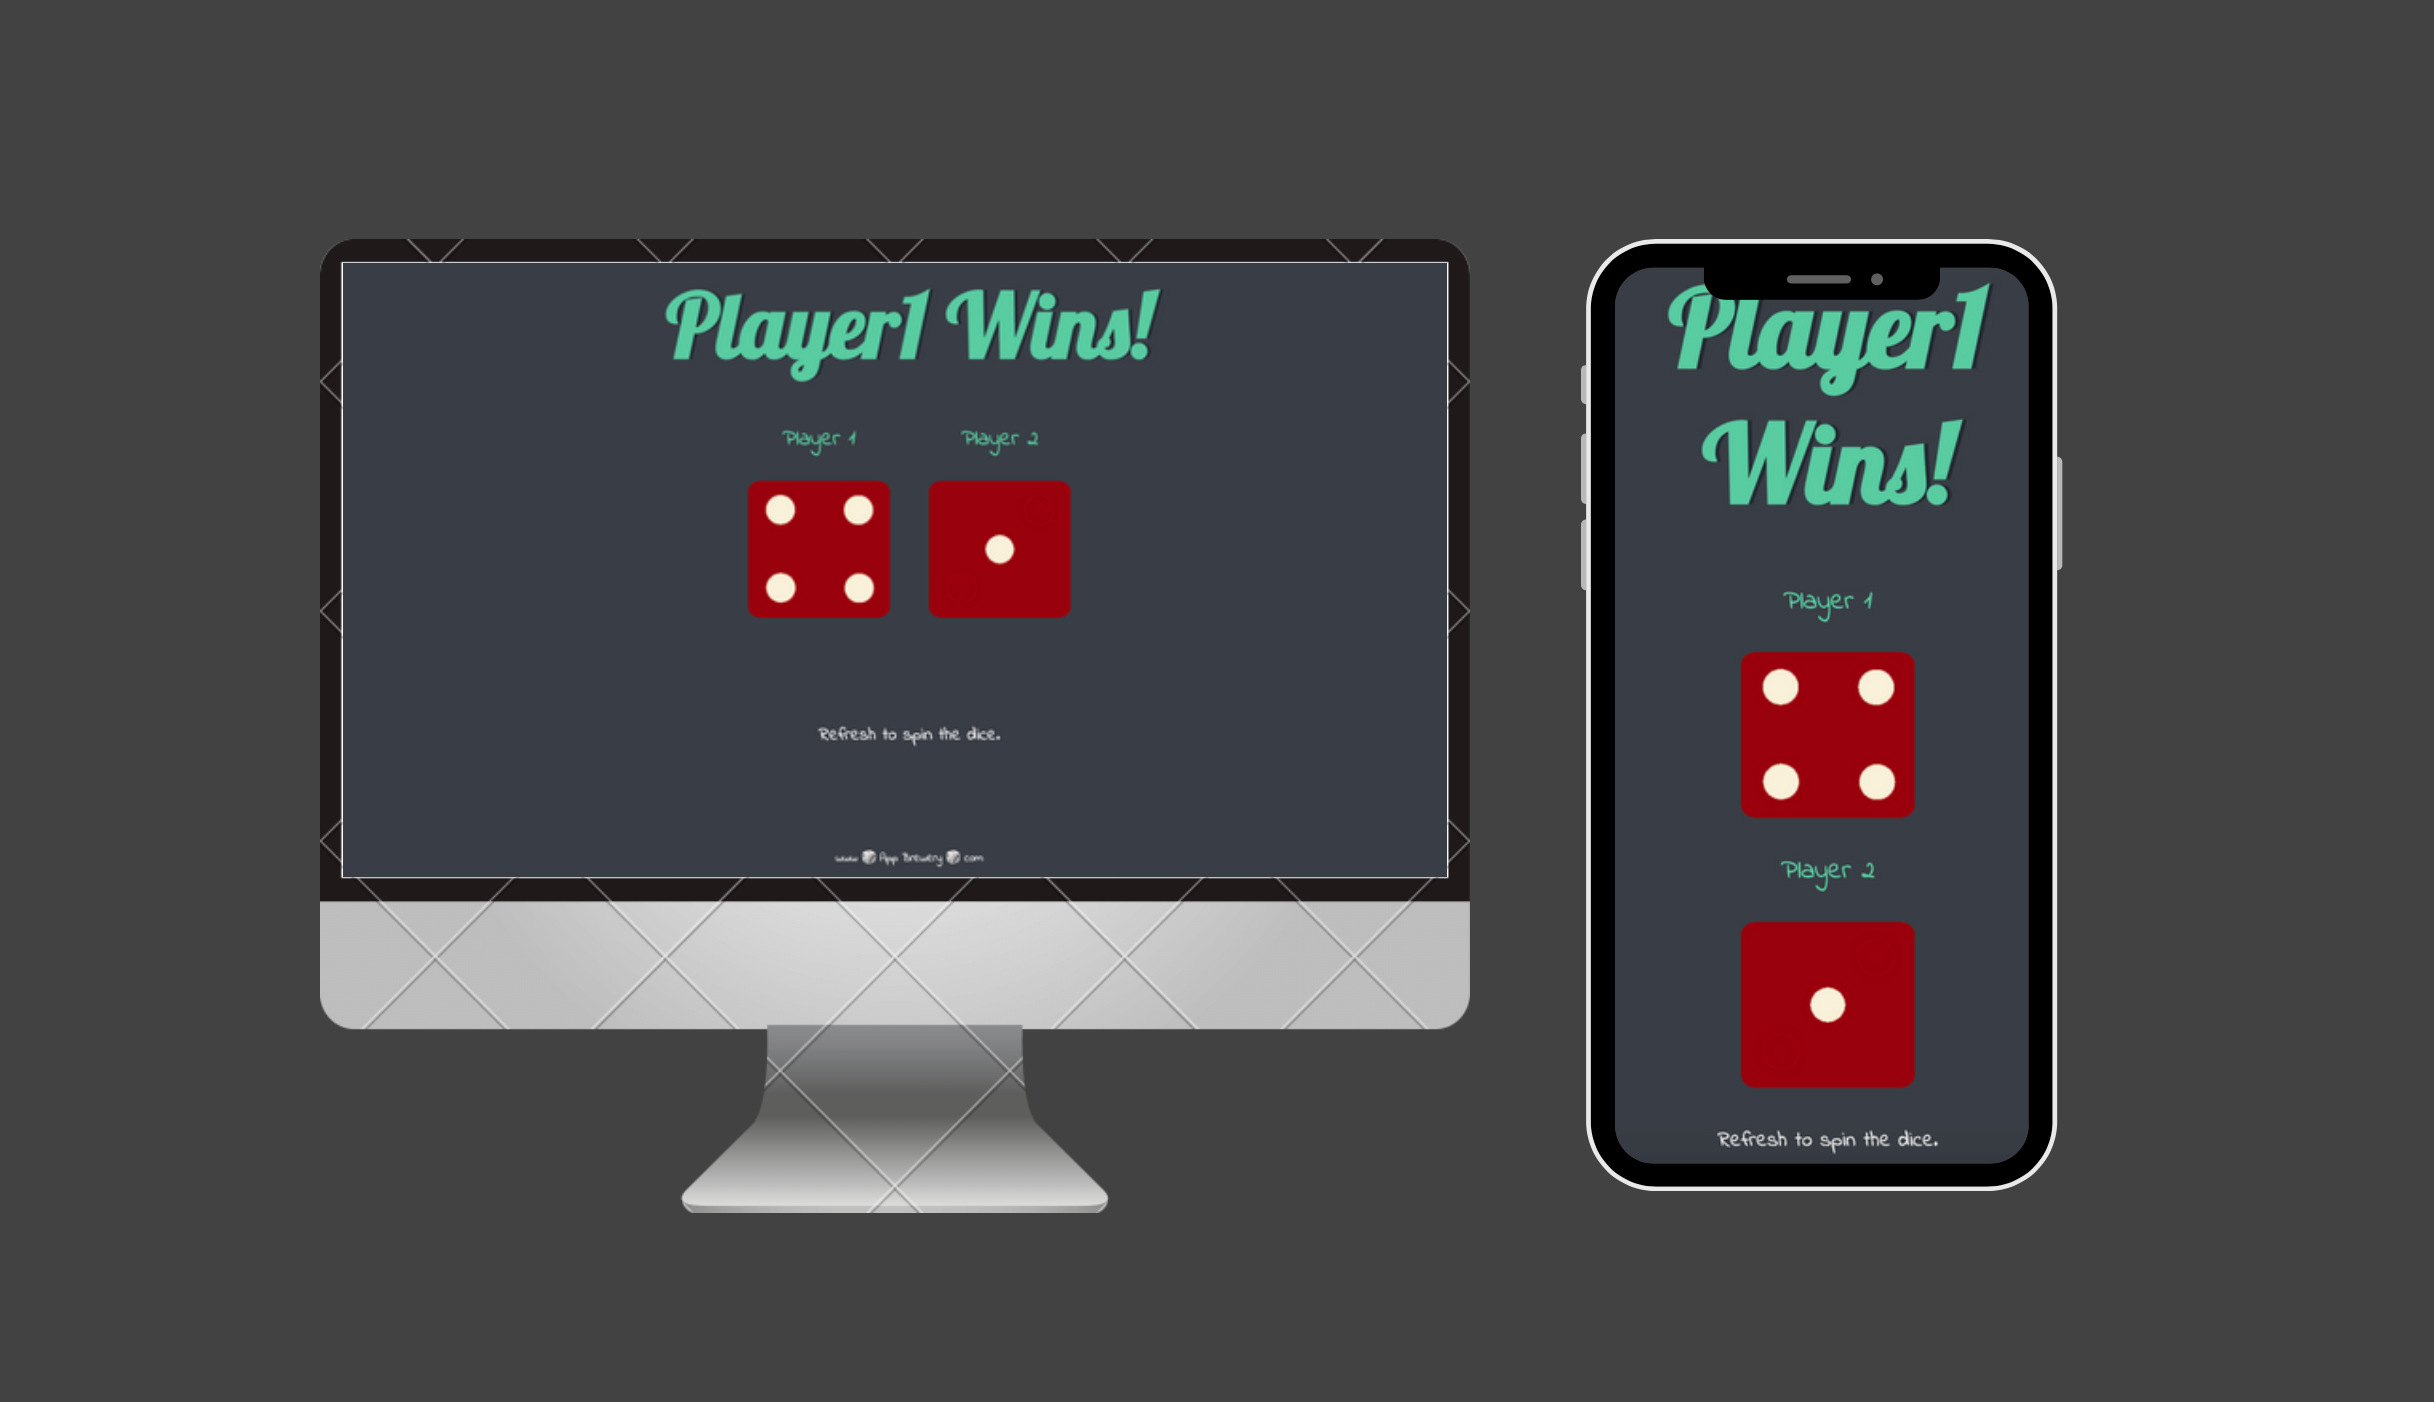 Player1 Wins!
Player 1
Player 2
Refresh to spin the dice.
www App Brewery com
Player1
Wins!
Player 1
Player 2
Refresh to spin the dice.